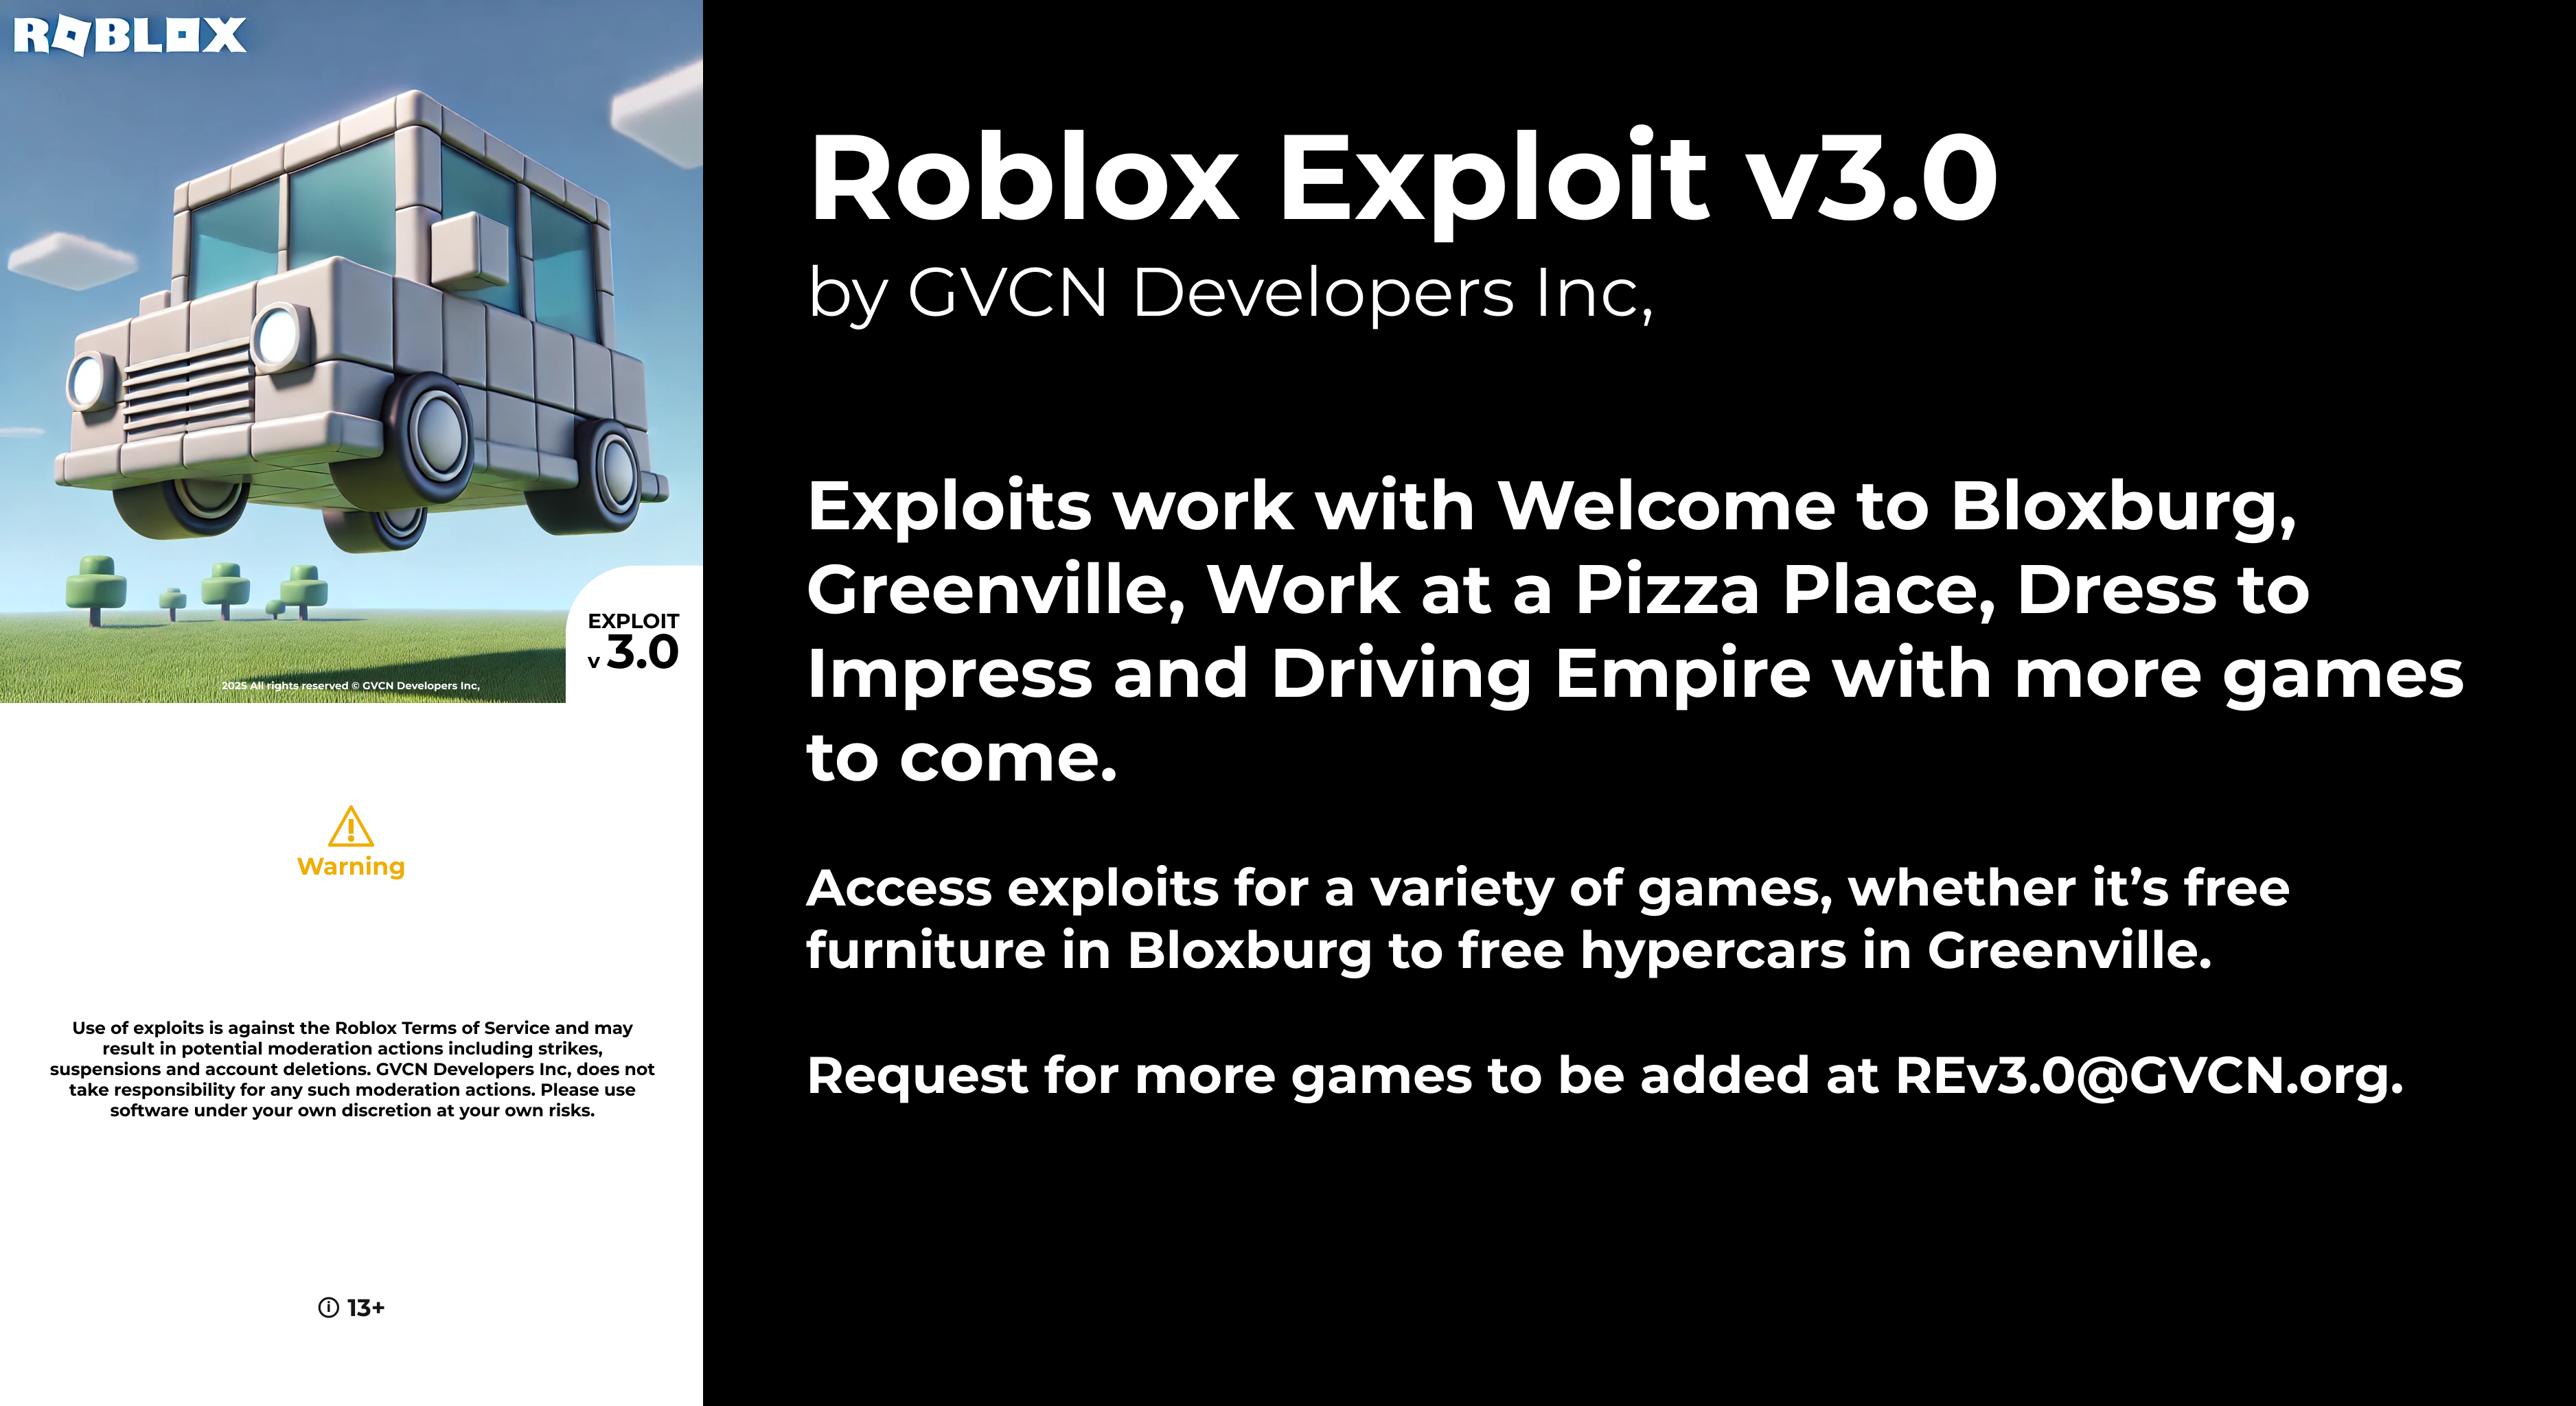 ROBLOX
EXPLOIT
v 3.0
2025 All rights reserved © GVCN Developers Inc,
Warning
Use of exploits is against the Roblox Terms of Service and may
result in potential moderation actions including strikes,
suspensions and account deletions. GVCN Developers Inc, does not
take responsibility for any such moderation actions. Please use
software under your own discretion at your own risks.
13+
Roblox Exploit v3.0
by GVCN Developers Inc,
Exploits work with Welcome to Bloxburg,
Greenville, Work at a Pizza Place, Dress to
Impress and Driving Empire with more games
to come.
Access exploits for a variety of games, whether it’s free
furniture in Bloxburg to free hypercars in Greenville.
Request for more games to be added at REv3.0@GVCN.org.